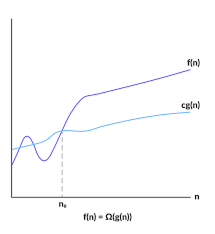 f(n)
cg(n)
n
n₀
f(n) = Ω(g(n))